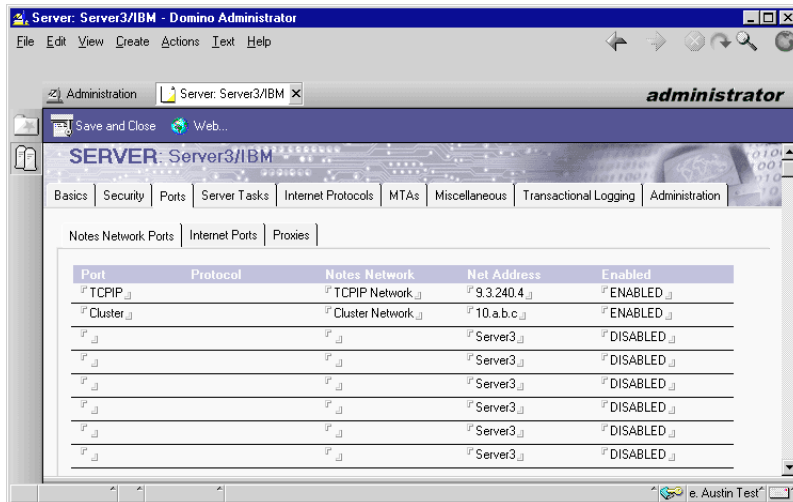 Server: Server3/IBM - Domino Administrator
File Edit View Create Actions Text Help
Administration Server: Server3/IBM
administrator
Save and Close Web...
SERVER: Server3/IBM
Basics Security Ports Server Tasks Internet Protocols MTAs Miscellaneous Transactional Logging Administration
Notes Network Ports Internet Ports Proxies
Port Protocol Notes Network Net Address Enabled
TCPIP TCPIP Network 9.3.240.4 ENABLED
Cluster Cluster Network 10.a.b.c ENABLED
Server3 DISABLED
Server3 DISABLED
Server3 DISABLED
Server3 DISABLED
Server3 DISABLED
Server3 DISABLED
e. Austin Test